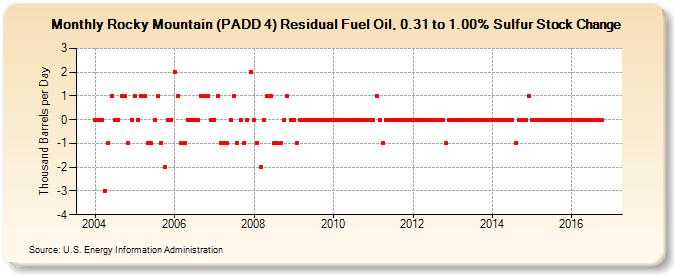 Monthly Rocky Mountain (PADD 4) Residual Fuel Oil, 0.31 to 1.00% Sulfur Stock Change
Thousand Barrels per Day
3
2
1
0
-1
-2
-3
-4
2004 2006 2008 2010 2012 2014 2016
Source: U.S. Energy Information Administration